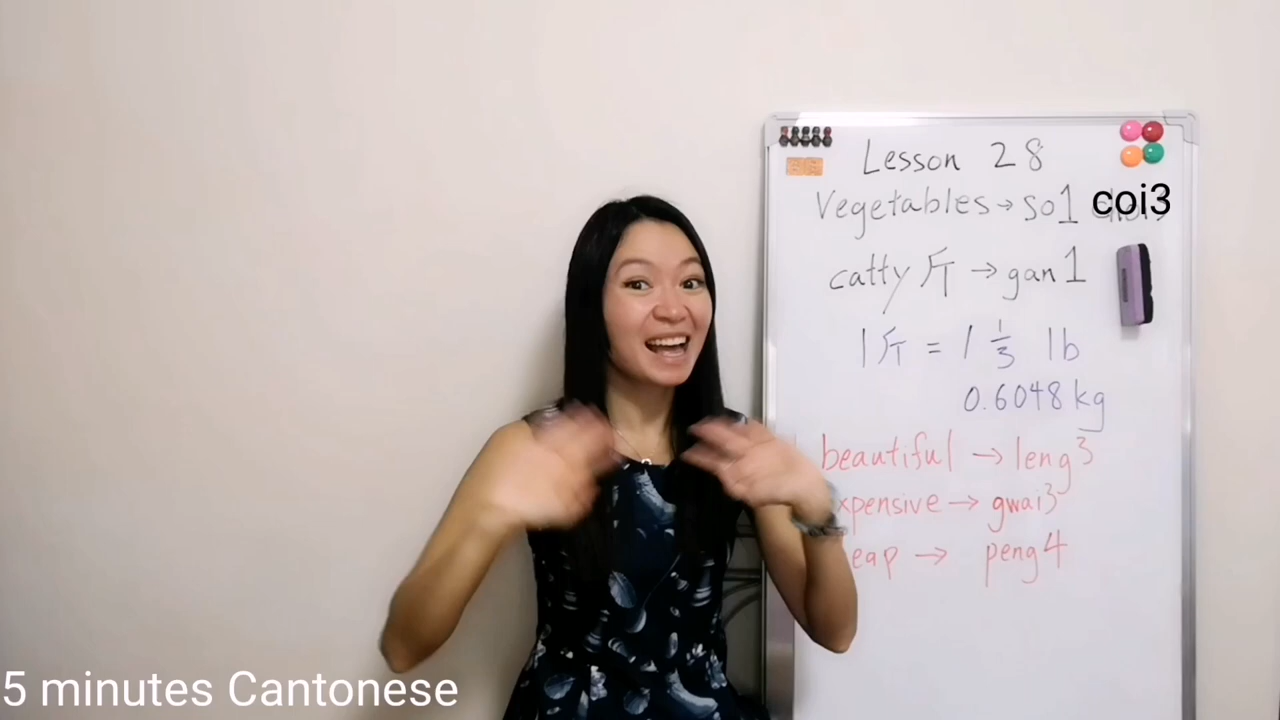 Lesson 28
Vegetables → so1 coi3
catty 斤 → gan1
1斤 = 1 1/3 lb
0.6048 kg
beautiful → leng3
xpensive → gwai3
eap → peng4
5 minutes Cantonese